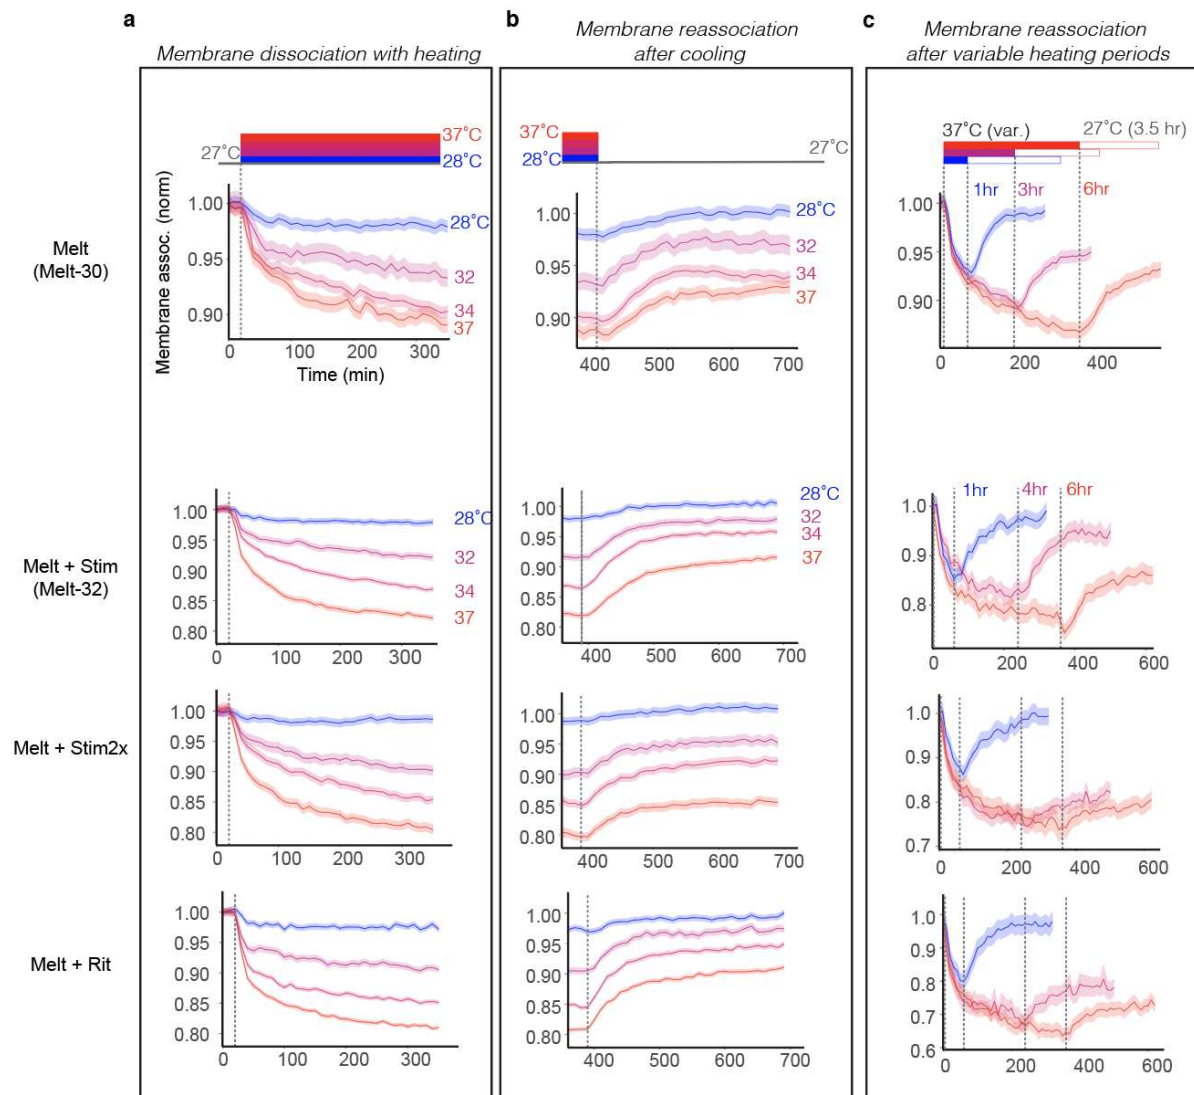 a
Membrane dissociation with heating
37°C
27°C
28°C
Membrane assoc. (norm)
1.00
0.95
0.90
28°C
32
34
37
0 100 200 300
Time (min)
b
Membrane reassociation
after cooling
37°C
28°C
27°C
1.00
0.95
0.90
28°C
32
34
37
400 500 600 700
c
Membrane reassociation
after variable heating periods
37°C (var.) 27°C (3.5 hr)
1hr 3hr 6hr
1.00
0.95
0.90
0 200 400
Melt
(Melt-30)
Melt + Stim
(Melt-32)
1.00
0.95
0.90
0.85
0.80
28°C
32
34
37
0 100 200 300
1.00
0.95
0.90
0.85
0.80
28°C
32
34
37
400 500 600 700
1hr 4hr 6hr
1.0
0.9
0.8
0 200 400 600
Melt + Stim2x
1.00
0.95
0.90
0.85
0.80
0 100 200 300
1.00
0.95
0.90
0.85
0.80
400 500 600 700
1.0
0.9
0.8
0.7
0 200 400 600
Melt + Rit
1.00
0.95
0.90
0.85
0.80
0 100 200 300
1.00
0.95
0.90
0.85
0.80
400 500 600 700
1.0
0.9
0.8
0.7
0.6
0 200 400 600